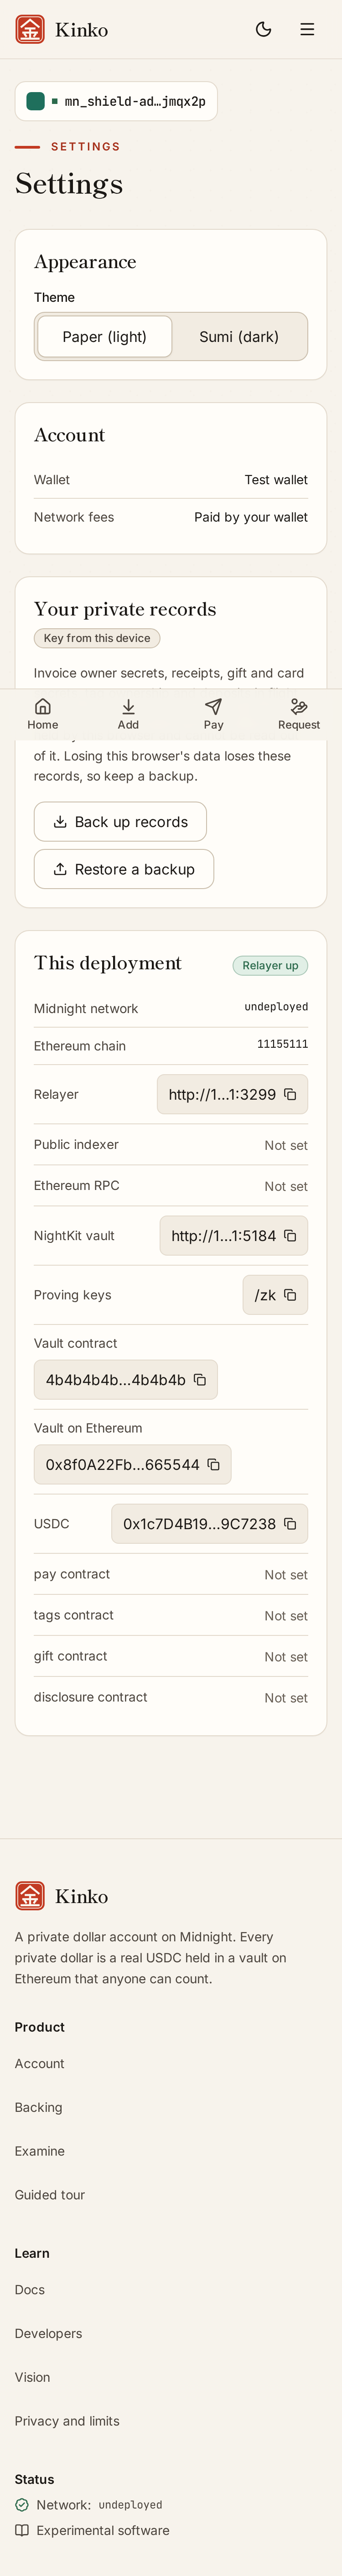 金 Kinko
mn_shield-ad…jmqx2p
SETTINGS
Settings
Appearance
Theme
Paper (light) Sumi (dark)
Account
Wallet Test wallet
Network fees Paid by your wallet
Your private records
Key from this device
Invoice owner secrets, receipts, gift and card
Home Add Pay Request
of it. Losing this browser's data loses these
records, so keep a backup.
Back up records
Restore a backup
This deployment Relayer up
Midnight network undeployed
Ethereum chain 11155111
Relayer http://1…1:3299
Public indexer Not set
Ethereum RPC Not set
NightKit vault http://1…1:5184
Proving keys /zk
Vault contract
4b4b4b4b…4b4b4b
Vault on Ethereum
0x8f0A22Fb…665544
USDC 0x1c7D4B19…9C7238
pay contract Not set
tags contract Not set
gift contract Not set
disclosure contract Not set
金 Kinko
A private dollar account on Midnight. Every
private dollar is a real USDC held in a vault on
Ethereum that anyone can count.
Product
Account
Backing
Examine
Guided tour
Learn
Docs
Developers
Vision
Privacy and limits
Status
Network: undeployed
Experimental software